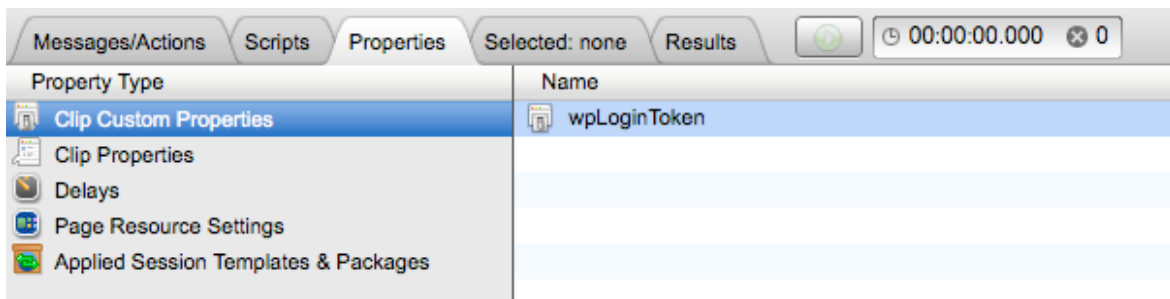 Messages/Actions Scripts Properties Selected: none Results 00:00:00.000 0
Property Type Name
Clip Custom Properties wpLoginToken
Clip Properties
Delays
Page Resource Settings
Applied Session Templates & Packages